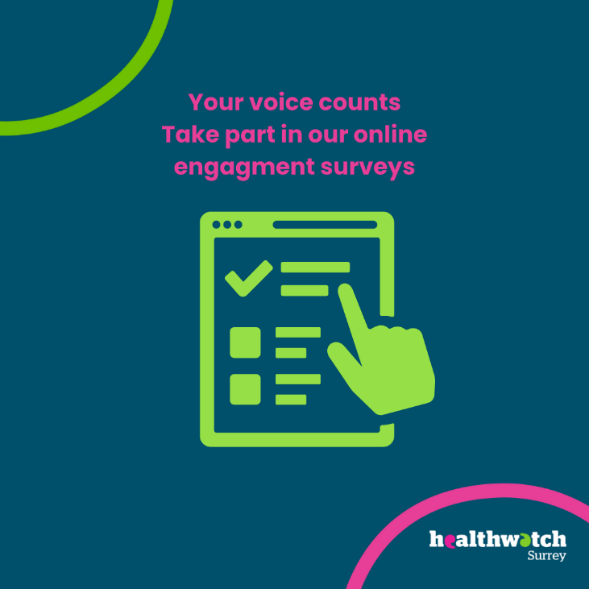 Your voice counts
Take part in our online
engagment surveys
healthwatch
Surrey